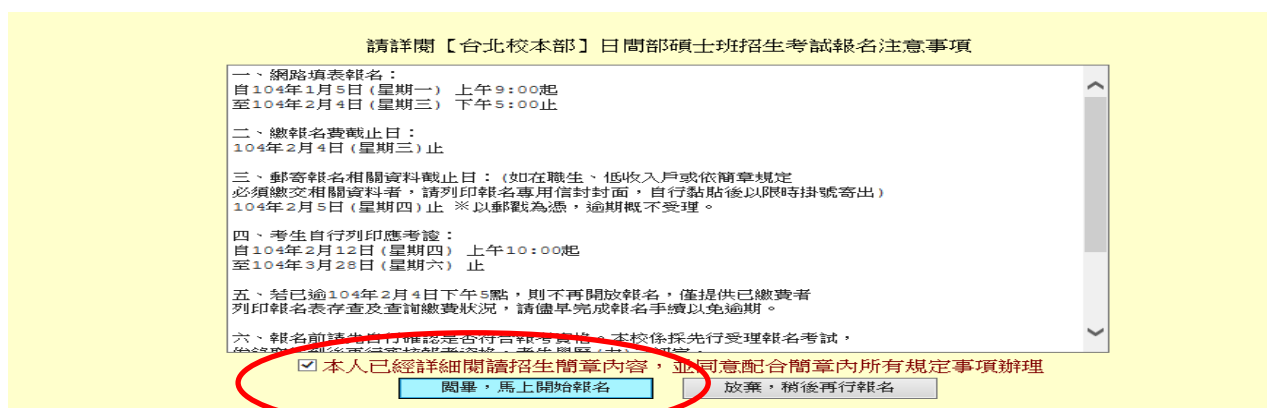 請詳閱【台北校本部】日間部碩士班招生考試報名注意事項
一、網路填表報名：
自104年1月5日(星期一) 上午9:00起
至104年2月4日(星期三) 下午5:00止
二、繳報名費截止日：
104年2月4日(星期三)止
三、郵寄報名相關資料截止日：(如在職生、低收入戶或依簡章規定
必須繳交相關資料者，請列印報名專用信封封面，自行黏貼後以限時掛號寄出)
104年2月5日(星期四)止 ※以郵戳為憑，逾期概不受理。
四、考生自行列印應考證：
自104年2月12日(星期四) 上午10:00起
至104年3月28日(星期六) 止
五、若已逾104年2月4日下午5點，則不再開放報名，僅提供已繳費者
列印報名表存查及查詢繳費狀況，請儘早完成報名手續以免逾期。
六、報名前請先自行確認是否符合報考資格。本校係採先行受理報名考試，
本人已經詳細閱讀招生簡章內容，並同意配合簡章內所有規定事項辦理
閱畢，馬上開始報名 放棄，稍後再行報名